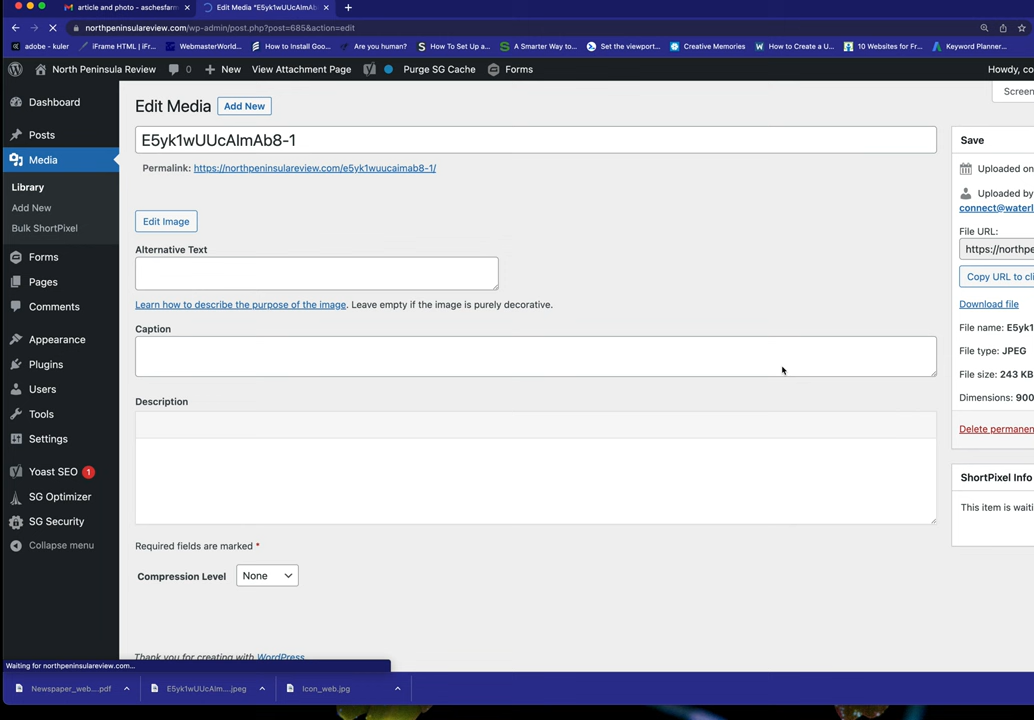 article and photo - aschesfarm
Edit Media "E5yk1wUUcAImAb
northpeninsulareview.com/wp-admin/post.php?post=685&action=edit
adobe - kuler
iFrame HTML | iFr...
WebmasterWorld...
How to Install Goo...
Are you human?
How To Set Up a...
A Smarter Way to...
Set the viewport...
Creative Memories
How to Create a U...
10 Websites for Fr...
Keyword Planner...
North Peninsula Review
0
New
View Attachment Page
Purge SG Cache
Forms
Howdy, co
Screen
Dashboard
Posts
Media
Library
Add New
Bulk ShortPixel
Forms
Pages
Comments
Appearance
Plugins
Users
Tools
Settings
Yoast SEO 1
SG Optimizer
SG Security
Collapse menu
Edit Media
Add New
E5yk1wUUcAImAb8-1
Permalink: https://northpeninsulareview.com/e5yk1wuucaimab8-1/
Edit Image
Alternative Text
Learn how to describe the purpose of the image. Leave empty if the image is purely decorative.
Caption
Description
Required fields are marked *
Compression Level
None
Thank you for creating with WordPress
Save
Uploaded on
Uploaded by
connect@waterl
File URL:
https://northpe
Copy URL to cli
Download file
File name: E5yk1
File type: JPEG
File size: 243 KB
Dimensions: 900
Delete permanen
ShortPixel Info
This item is waiti
Waiting for northpeninsulareview.com...
Newspaper_web....pdf
E5yk1wUUcAIm....jpeg
Icon_web.jpg